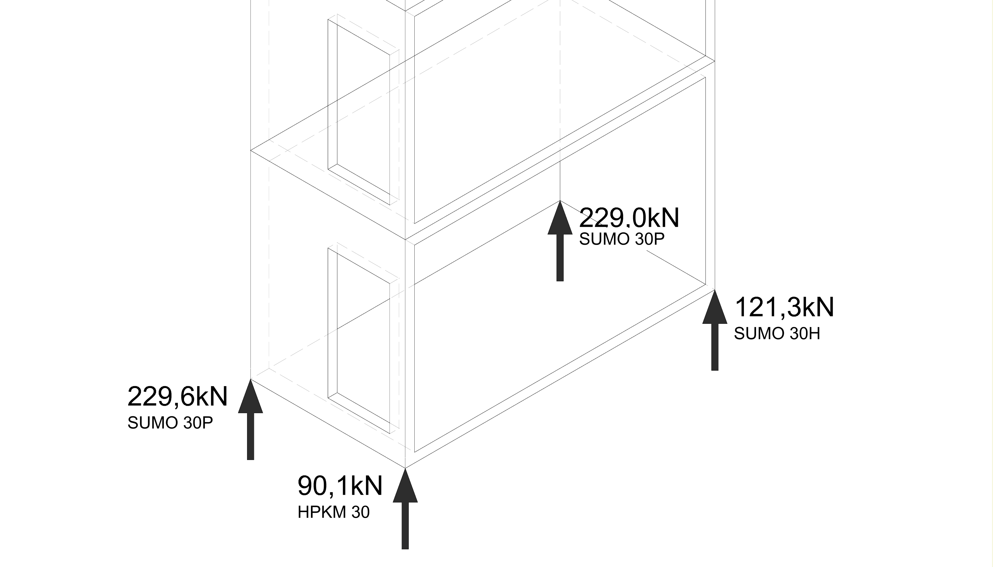 229,0kN
SUMO 30P
121,3kN
SUMO 30H
229,6kN
SUMO 30P
90,1kN
HPKM 30